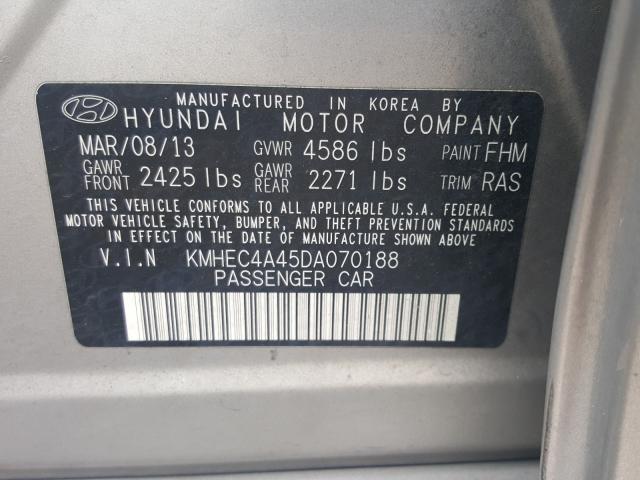 MANUFACTURED IN KOREA BY
HYUNDAI MOTOR COMPANY
MAR/08/13 GVWR 4586 lbs PAINT FHM
GAWR FRONT 2425 lbs GAWR REAR 2271 lbs TRIM RAS
THIS VEHICLE CONFORMS TO ALL APPLICABLE U.S.A. FEDERAL
MOTOR VEHICLE SAFETY, BUMPER, AND THEFT PREVENTION STANDARDS
IN EFFECT ON THE DATE OF MANUFACTURE SHOWN ABOVE
V.I.N KMHEC4A45DA070188
PASSENGER CAR